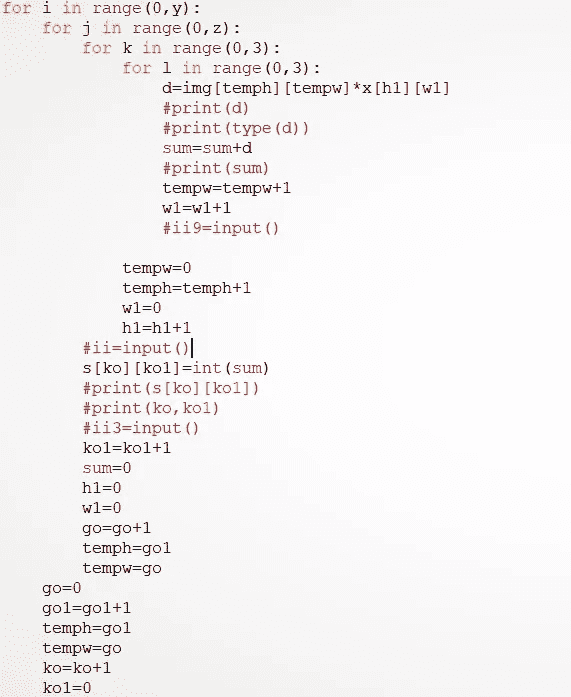 for i in range(0,y):
    for j in range(0,z):
        for k in range(0,3):
            for l in range(0,3):
                d=img[temph][tempw]*x[h1][w1]
                #print(d)
                #print(type(d))
                sum=sum+d
                #print(sum)
                tempw=tempw+1
                w1=w1+1
                #ii9=input()
            tempw=0
            temph=temph+1
            w1=0
            h1=h1+1
        #ii=input()
        s[ko][ko1]=int(sum)
        #print(s[ko][ko1])
        #print(ko,ko1)
        #ii3=input()
        ko1=ko1+1
        sum=0
        h1=0
        w1=0
        go=go+1
        temph=go1
        tempw=go
    go=0
    go1=go1+1
    temph=go1
    tempw=go
    ko=ko+1
    ko1=0